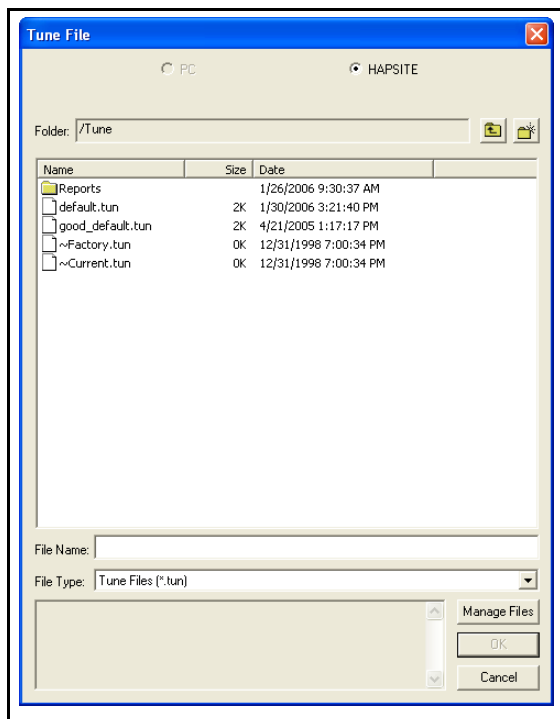 Tune File
PC HAPSITE
Folder: /Tune
Name Size Date
Reports 1/26/2006 9:30:37 AM
default.tun 2K 1/30/2006 3:21:40 PM
good_default.tun 2K 4/21/2005 1:17:17 PM
~Factory.tun 0K 12/31/1998 7:00:34 PM
~Current.tun 0K 12/31/1998 7:00:34 PM
File Name:
File Type: Tune Files (*.tun)
Manage Files
OK
Cancel